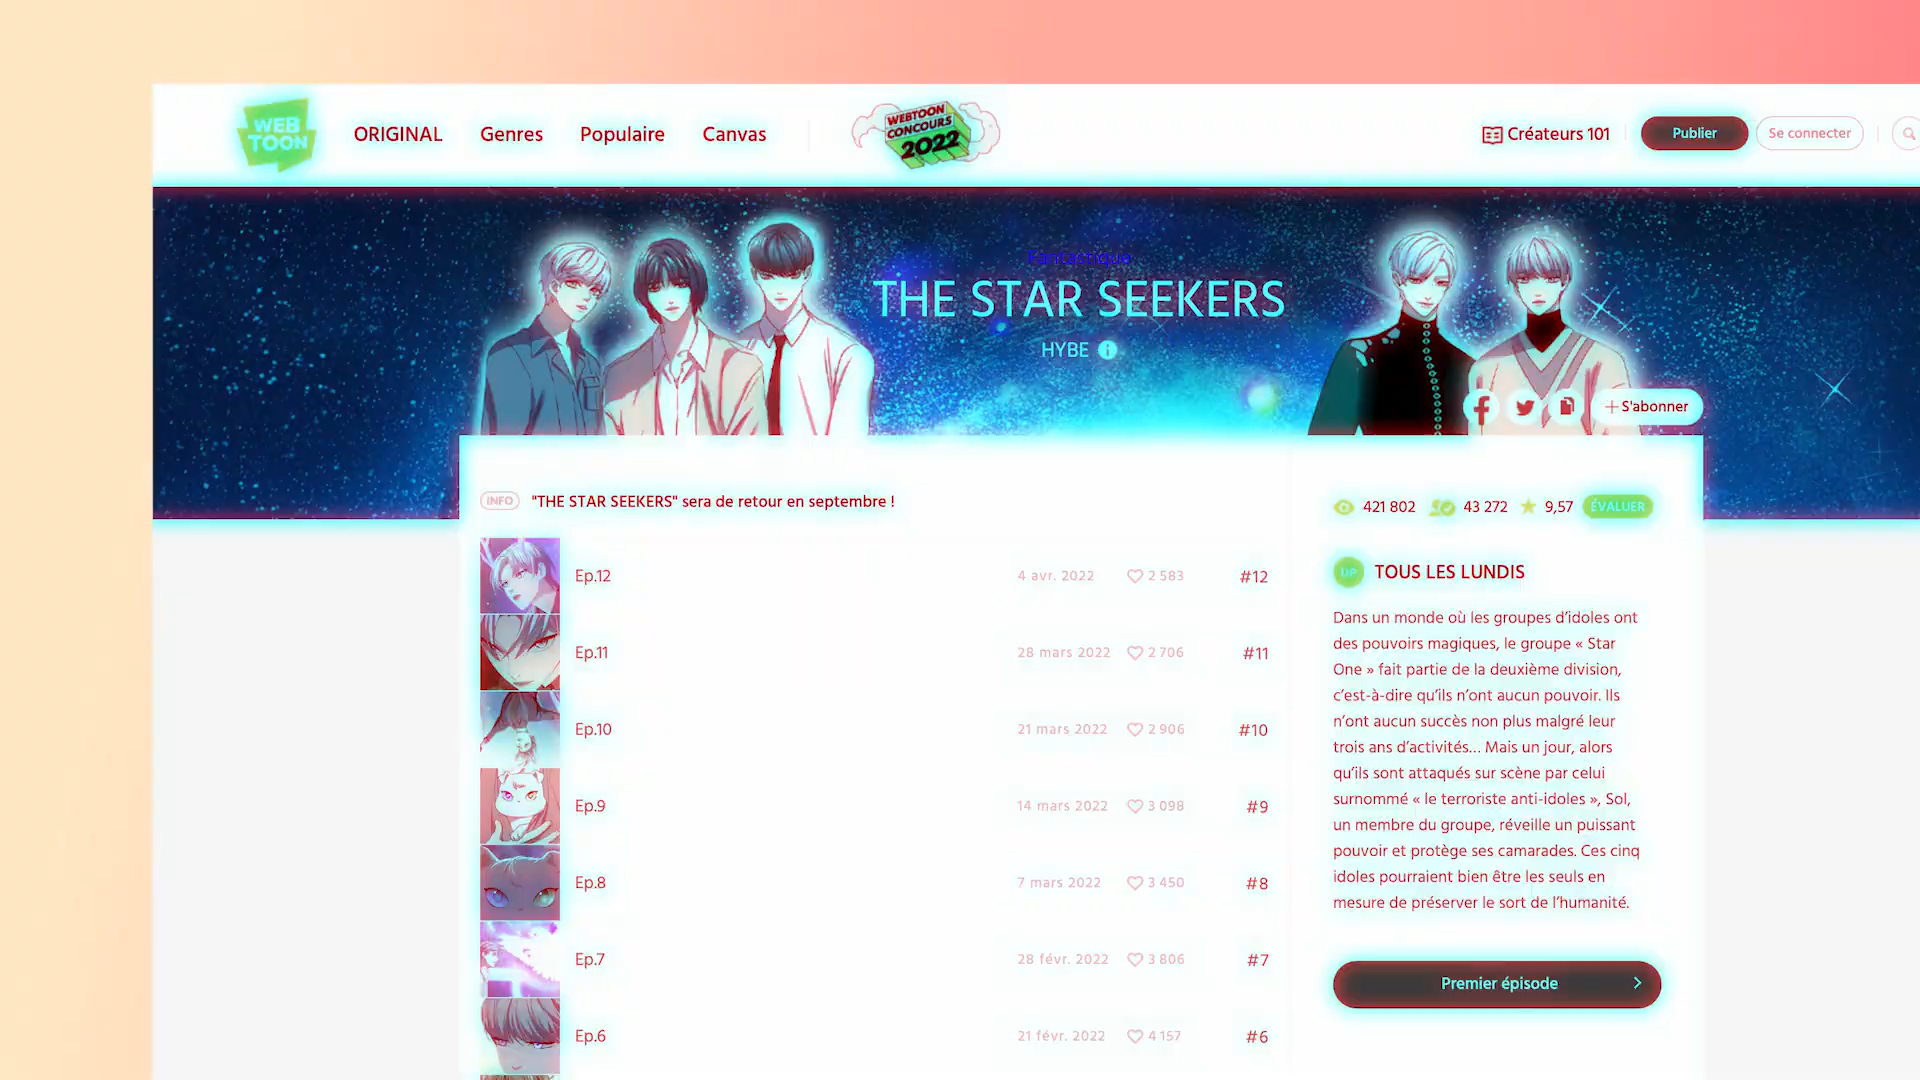 WEB
TOON
ORIGINAL
Genres
Populaire
Canvas
WEBTOON
CONCOURS
2022
Créateurs 101
Publier
Se connecter
Fantastique
THE STAR SEEKERS
HYBE
S'abonner
INFO "THE STAR SEEKERS" sera de retour en septembre !
Ep.12 4 avr. 2022 2 583 #12
Ep.11 28 mars 2022 2 706 #11
Ep.10 21 mars 2022 2 906 #10
Ep.9 14 mars 2022 3 098 #9
Ep.8 7 mars 2022 3 450 #8
Ep.7 28 févr. 2022 3 806 #7
Ep.6 21 févr. 2022 4 157 #6
421 802 43 272 9,57 ÉVALUER
UP TOUS LES LUNDIS
Dans un monde où les groupes d’idoles ont
des pouvoirs magiques, le groupe « Star
One » fait partie de la deuxième division,
c’est-à-dire qu’ils n’ont aucun pouvoir. Ils
n’ont aucun succès non plus malgré leur
trois ans d’activités... Mais un jour, alors
qu’ils sont attaqués sur scène par celui
surnommé « le terroriste anti-idoles », Sol,
un membre du groupe, réveille un puissant
pouvoir et protège ses camarades. Ces cinq
idoles pourraient bien être les seuls en
mesure de préserver le sort de l’humanité.
Premier épisode